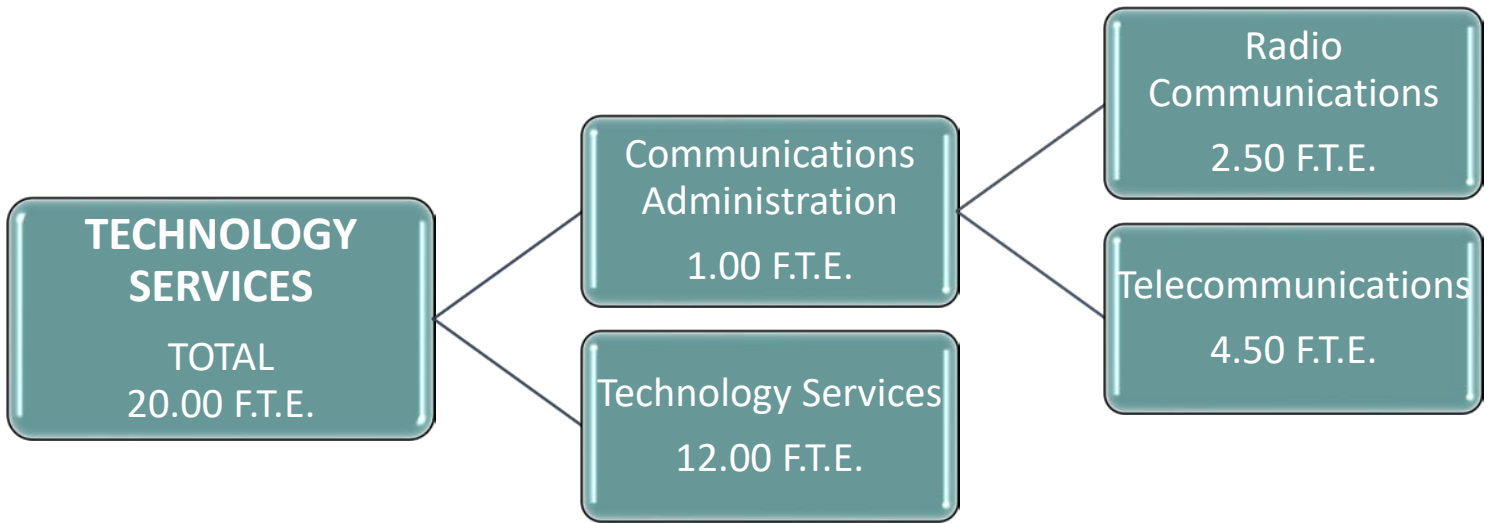 TECHNOLOGY
SERVICES
TOTAL
20.00 F.T.E.
Communications
Administration
1.00 F.T.E.
Technology Services
12.00 F.T.E.
Radio
Communications
2.50 F.T.E.
Telecommunications
4.50 F.T.E.